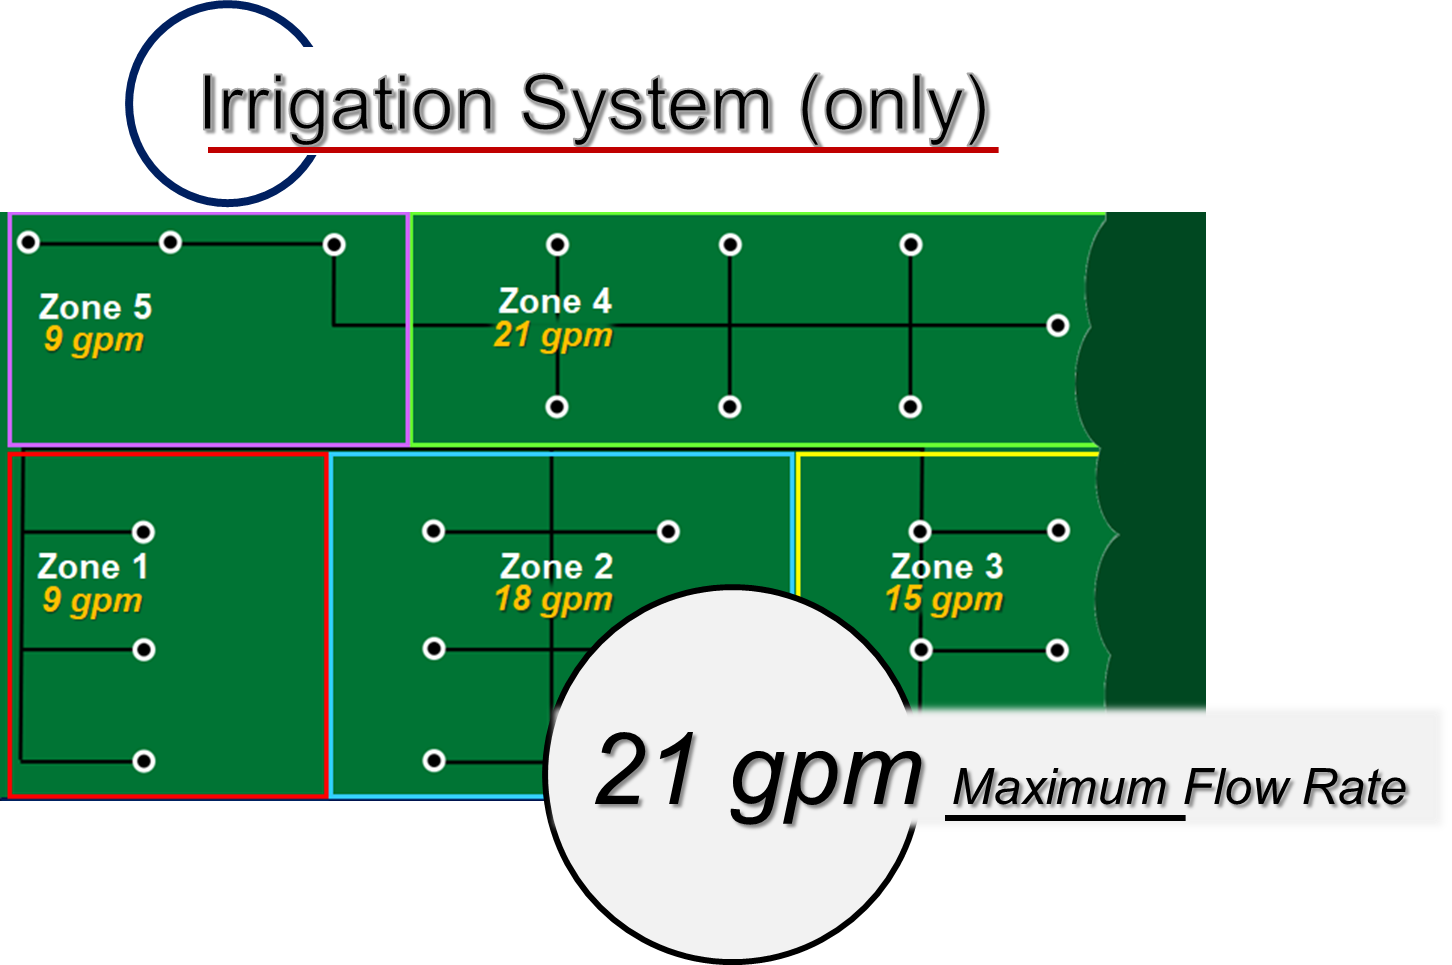 Irrigation System (only)
Zone 5
9 gpm
Zone 4
21 gpm
Zone 1
9 gpm
Zone 2
18 gpm
Zone 3
15 gpm
21 gpm Maximum Flow Rate